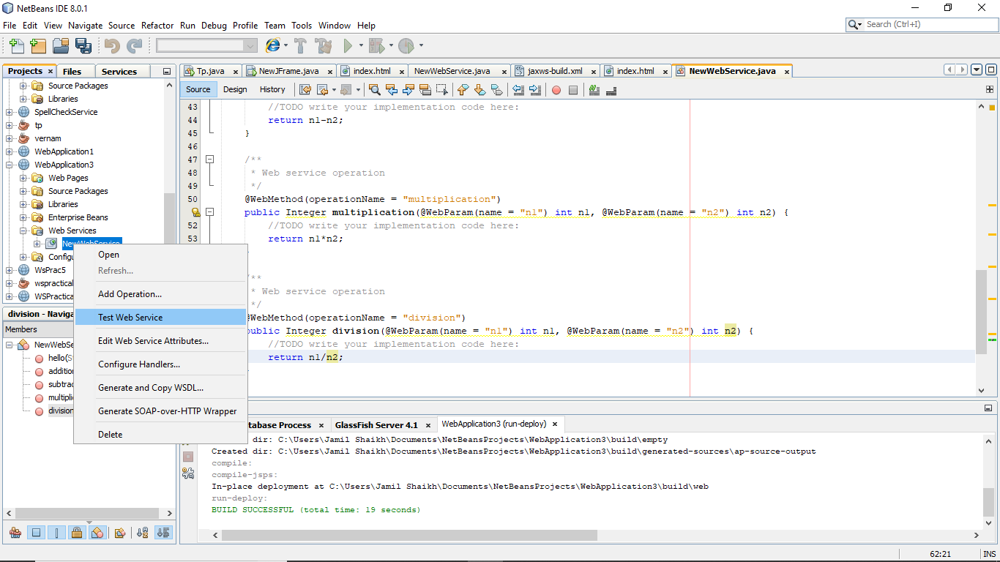 NetBeans IDE 8.0.1
File Edit View Navigate Source Refactor Run Debug Profile Team Tools Window Help
Search (Ctrl+I)
Projects × Files Services
Source Packages
Libraries
SpellCheckService
tp
vernam
WebApplication1
WebApplication3
Web Pages
Source Packages
Libraries
Enterprise Beans
Web Services
NewWebService
Configu
WsPrac5
wspractical
WSPractica
Open
Refresh...
Add Operation...
Test Web Service
Edit Web Service Attributes...
Configure Handlers...
Generate and Copy WSDL...
Generate SOAP-over-HTTP Wrapper
Delete
division - Naviga
Members
NewWebSe
hello(S
addition
subtrac
multiplic
division
Tp.java × NewJFrame.java × index.html × NewWebService.java × jaxws-build.xml × index.html × NewWebService.java ×
Source Design History
43 //TODO write your implementation code here:
44 return n1-n2;
45 }
46
47 /**
48 * Web service operation
49 */
50 @WebMethod(operationName = "multiplication")
public Integer multiplication(@WebParam(name = "n1") int n1, @WebParam(name = "n2") int n2) {
52 //TODO write your implementation code here:
53 return n1*n2;
/**
* Web service operation
*/
@WebMethod(operationName = "division")
public Integer division(@WebParam(name = "n1") int n1, @WebParam(name = "n2") int n2) {
//TODO write your implementation code here:
return n1/n2;
tabase Process × GlassFish Server 4.1 × WebApplication3 (run-deploy) ×
dir: C:\Users\Jamil Shaikh\Documents\NetBeansProjects\WebApplication3\build\empty
Created dir: C:\Users\Jamil Shaikh\Documents\NetBeansProjects\WebApplication3\build\generated-sources\ap-source-output
compile:
compile-jsps:
In-place deployment at C:\Users\Jamil Shaikh\Documents\NetBeansProjects\WebApplication3\build\web
run-deploy:
BUILD SUCCESSFUL (total time: 19 seconds)
62:21 INS